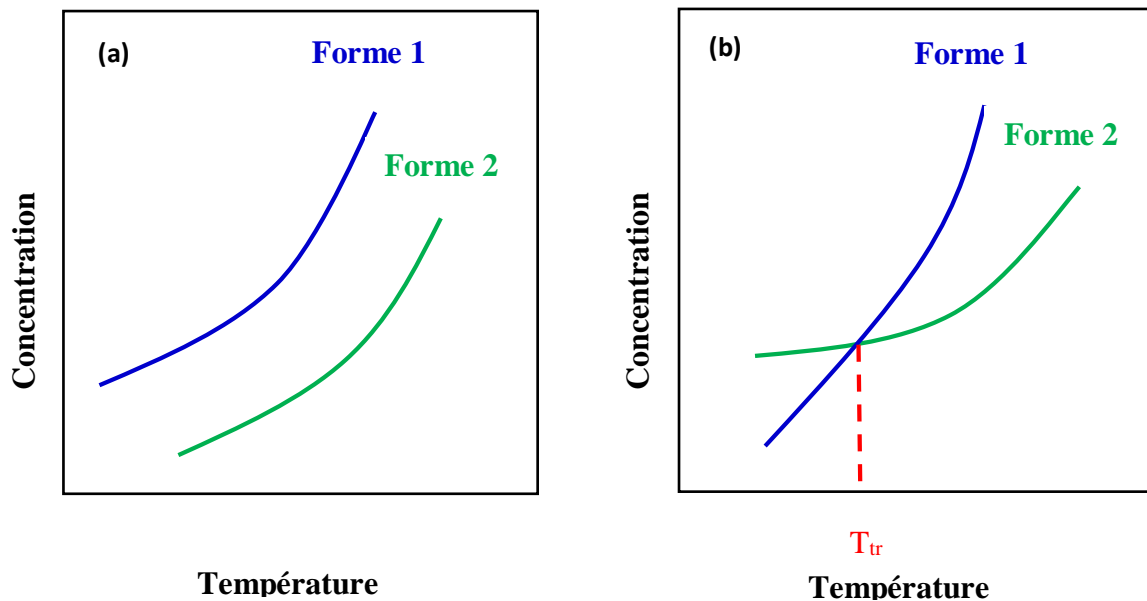 (a)
Forme 1
Forme 2
Concentration
Température
(b)
Forme 1
Forme 2
Concentration
Ttr
Température